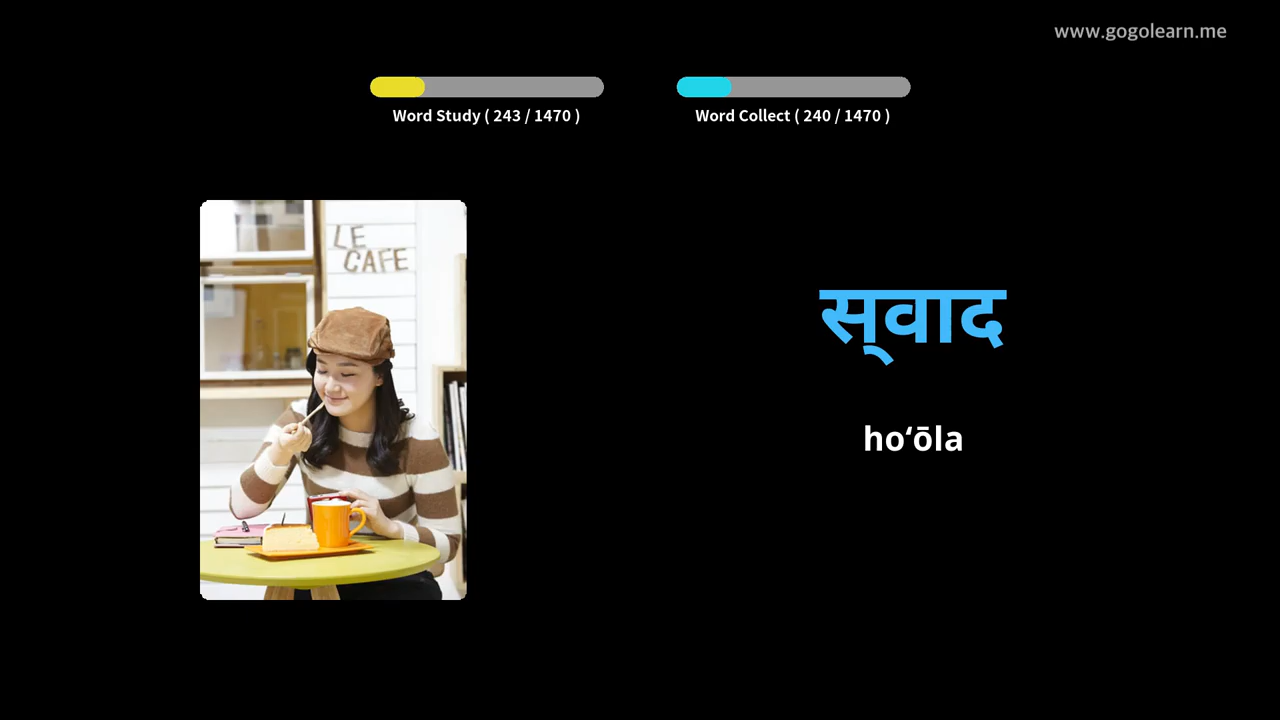 www.gogolearn.me
Word Study ( 243 / 1470 )
Word Collect ( 240 / 1470 )
LE
CAFE
स्‌वाद
hoʻōla